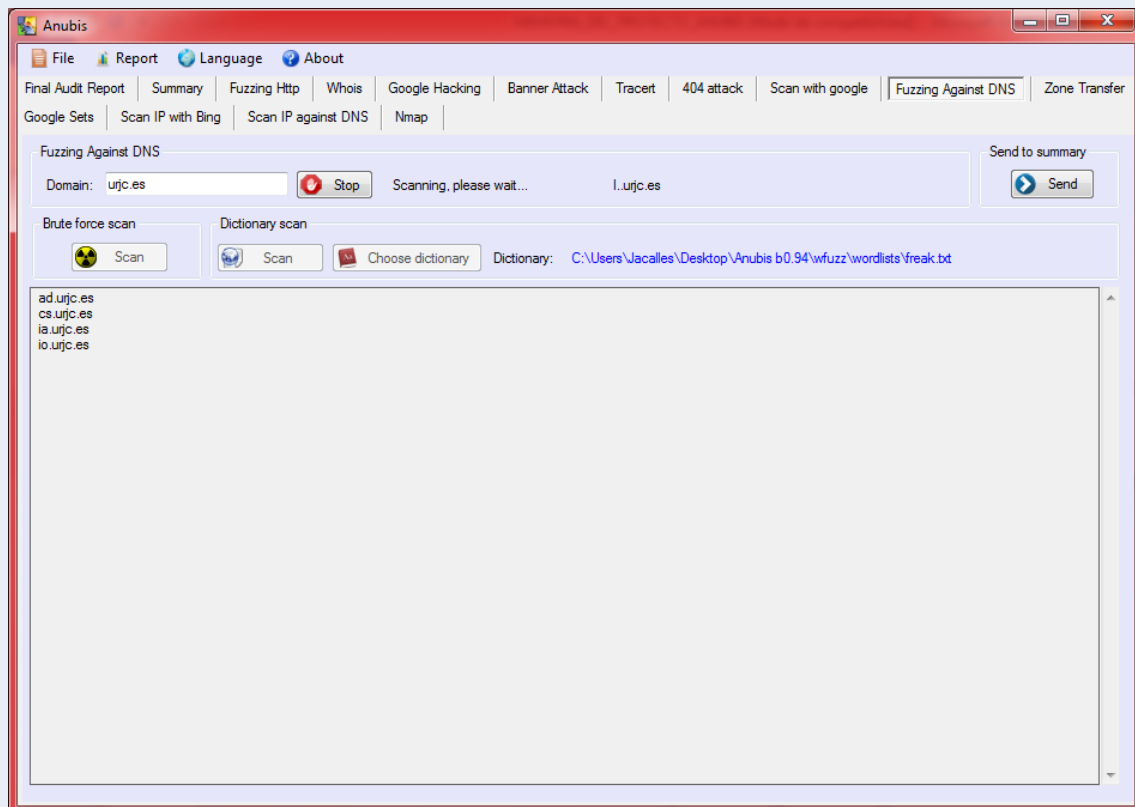 Anubis
File Report Language About
Final Audit Report Summary Fuzzing Http Whois Google Hacking Banner Attack Tracert 404 attack Scan with google Fuzzing Against DNS Zone Transfer
Google Sets Scan IP with Bing Scan IP against DNS Nmap
Fuzzing Against DNS Send to summary
Domain: urjc.es Stop Scanning, please wait... l..urjc.es Send
Brute force scan Dictionary scan
Scan Scan Choose dictionary Dictionary: C:\Users\Jacalles\Desktop\Anubis b0.94\wfuzz\wordlists\freak.txt
ad.urjc.es
cs.urjc.es
ia.urjc.es
io.urjc.es